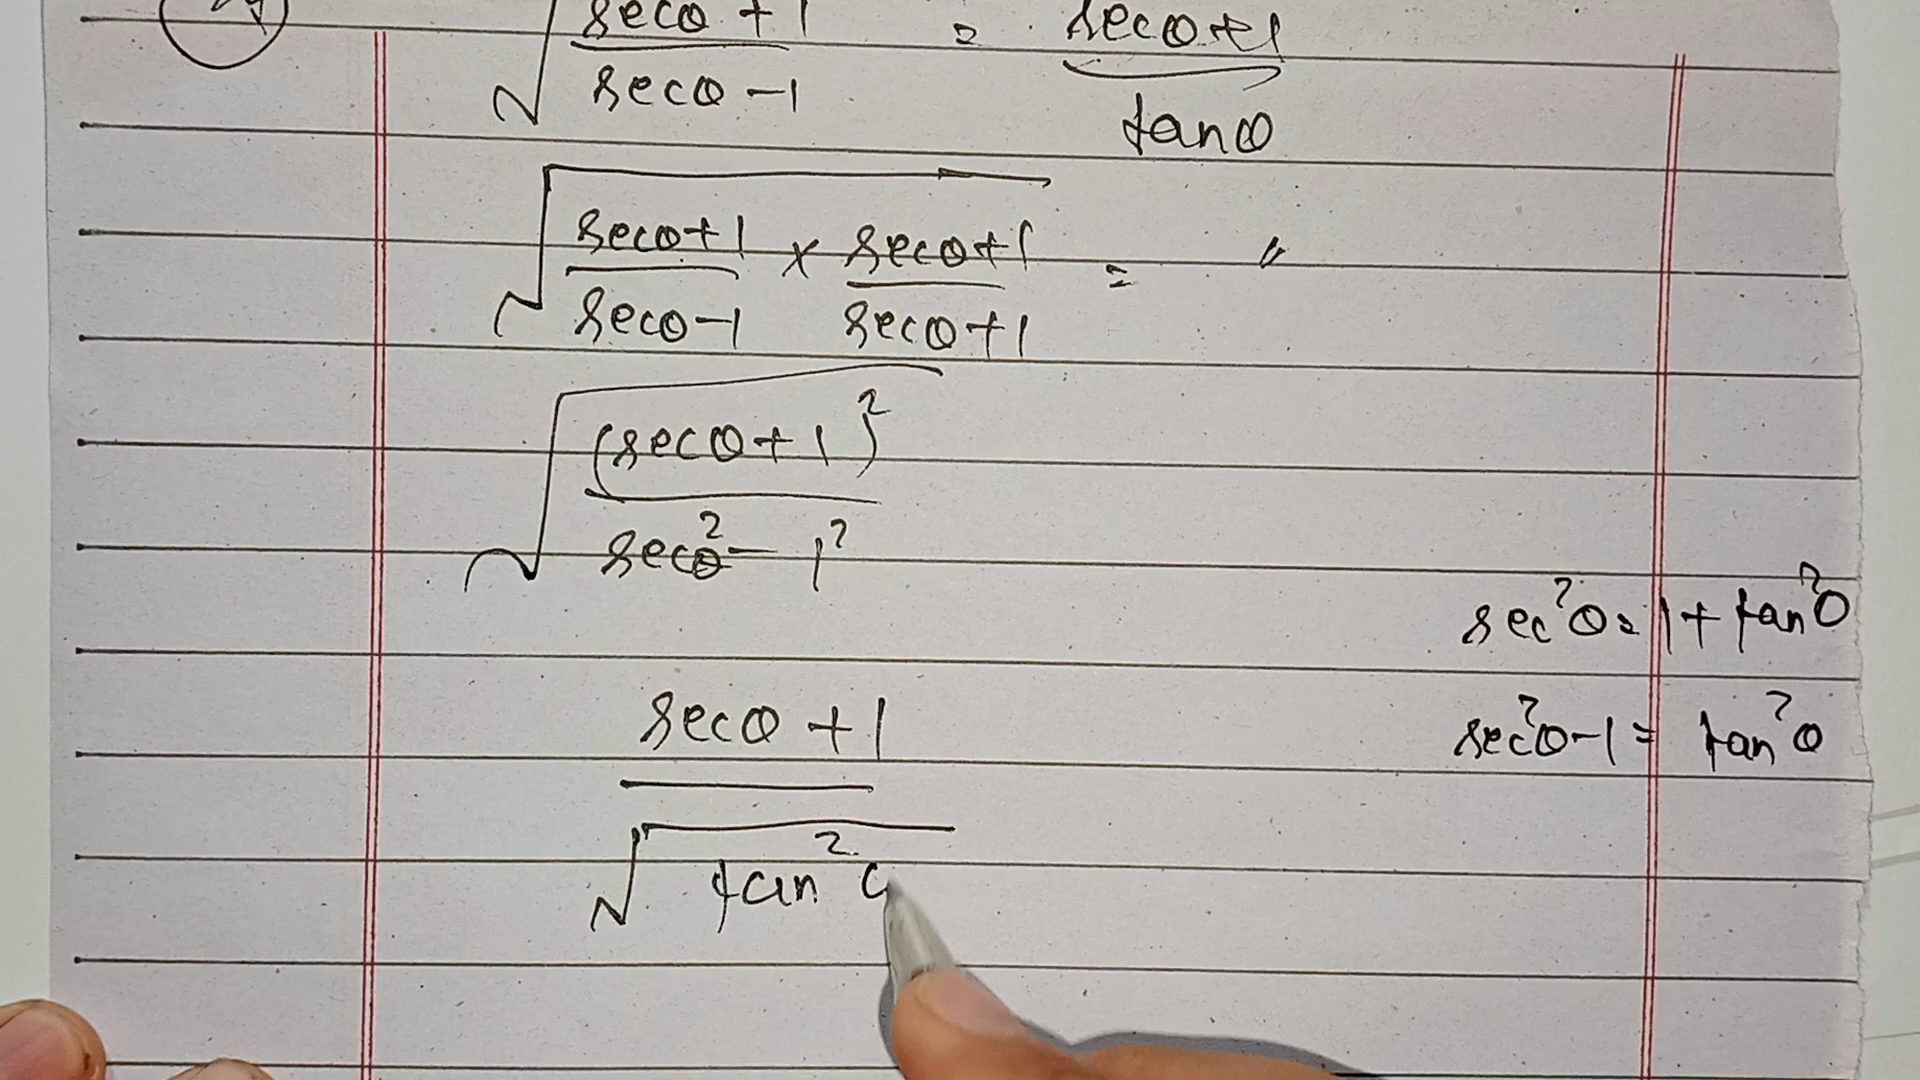 √(secθ + 1 / secθ - 1) = secθ+1 / tanθ
√(secθ+1 / secθ-1 × secθ+1 / secθ+1) = "
√((secθ+1)² / sec²θ - 1²)
sec²θ = 1 + tan²θ
secθ + 1
sec²θ-1 = tan²θ
√tan²